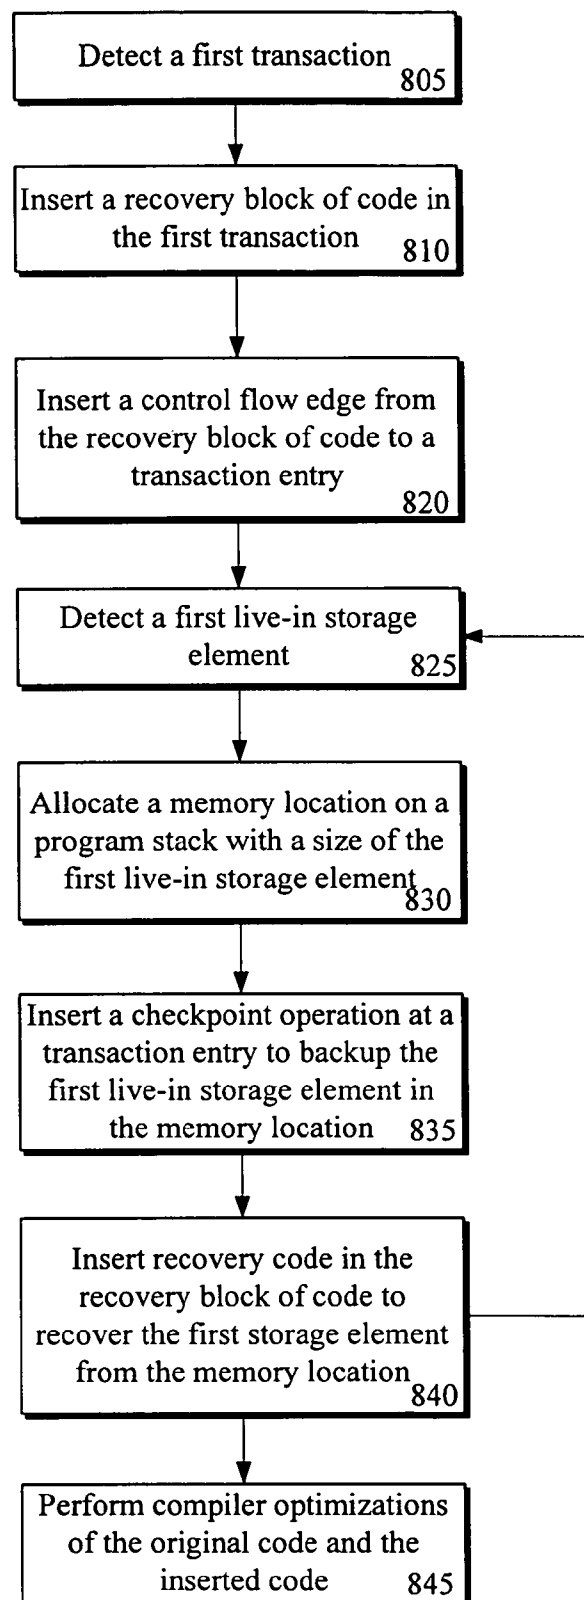 Detect a first transaction
805
Insert a recovery block of code in
the first transaction
810
Insert a control flow edge from
the recovery block of code to a
transaction entry
820
Detect a first live-in storage
element
825
Allocate a memory location on a
program stack with a size of the
first live-in storage element
830
Insert a checkpoint operation at a
transaction entry to backup the
first live-in storage element in
the memory location 835
Insert recovery code in the
recovery block of code to
recover the first storage element
from the memory location
840
Perform compiler optimizations
of the original code and the
inserted code 845